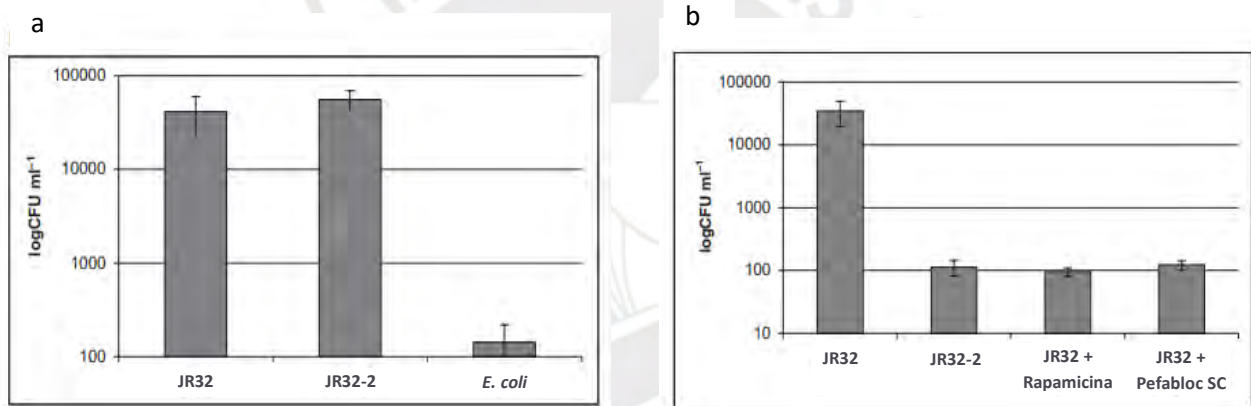 a
100000
10000
1000
100
logCFU ml⁻¹
JR32
JR32-2
E. coli
b
100000
10000
1000
100
10
logCFU ml⁻¹
JR32
JR32-2
JR32 +
Rapamicina
JR32 +
Pefabloc SC